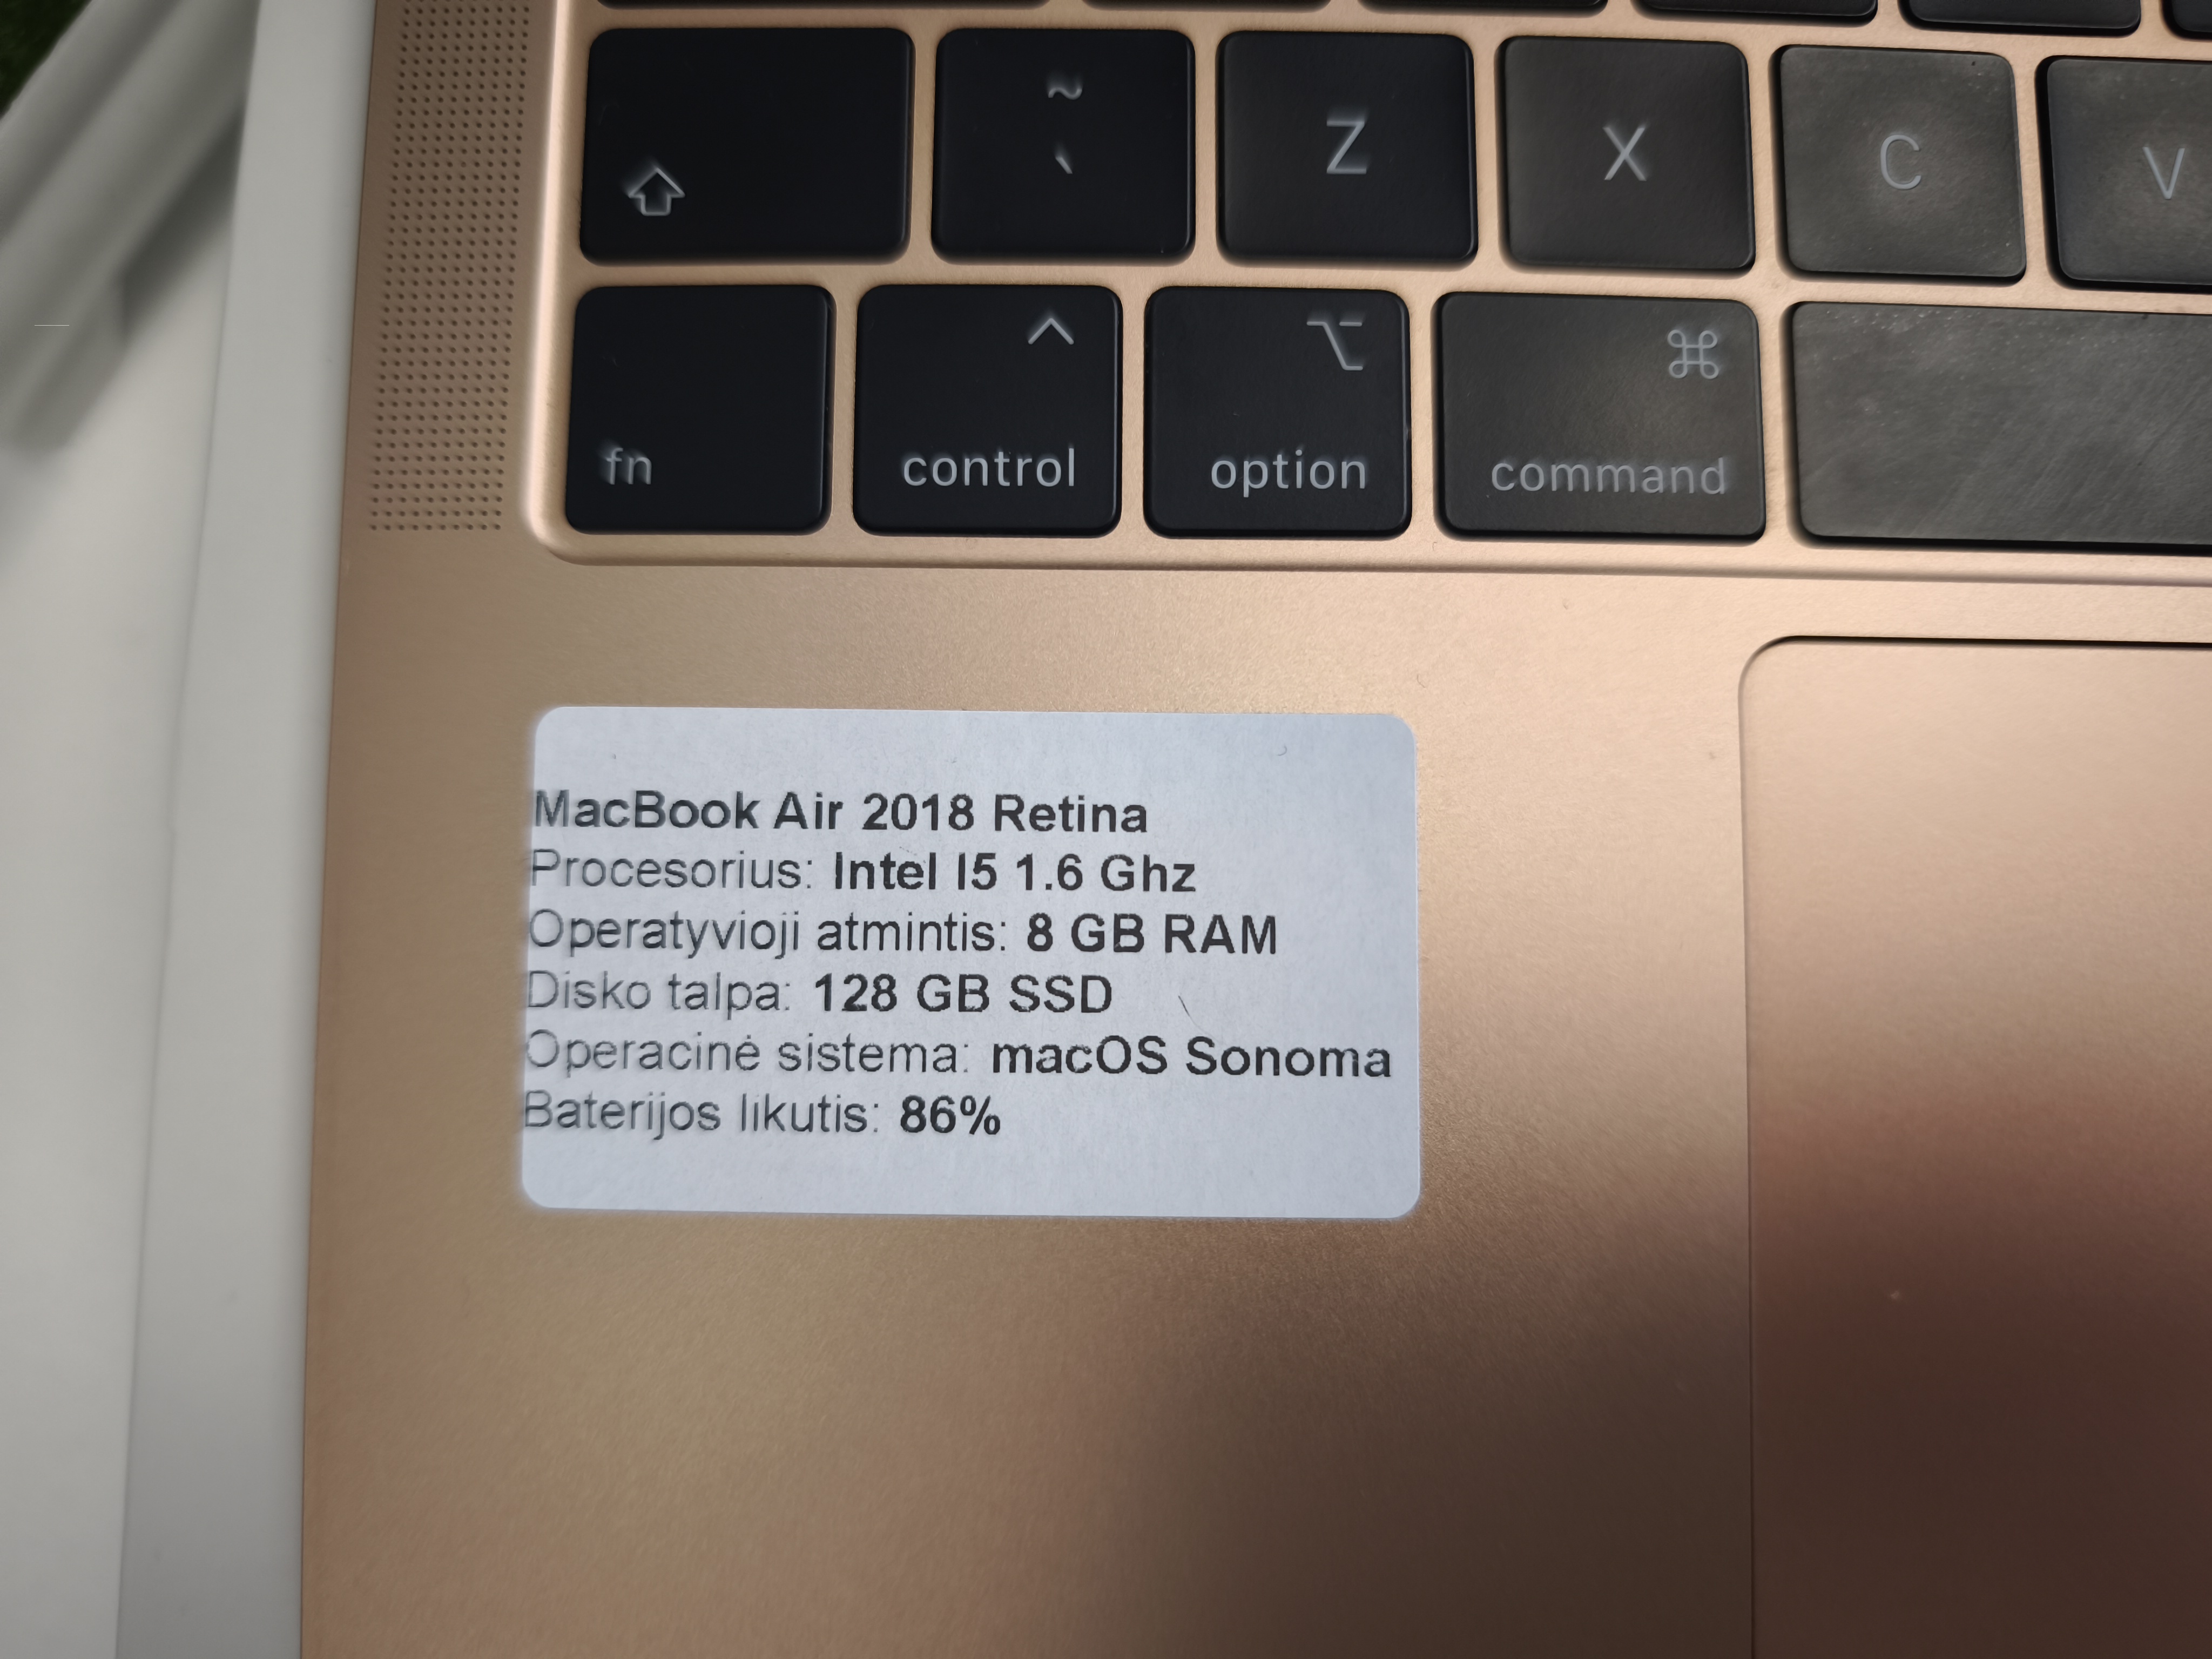 ~
` Z X C V
fn control option command
MacBook Air 2018 Retina
Procesorius: Intel I5 1.6 Ghz
Operatyvioji atmintis: 8 GB RAM
Disko talpa: 128 GB SSD
Operacinė sistema: macOS Sonoma
Baterijos likutis: 86%